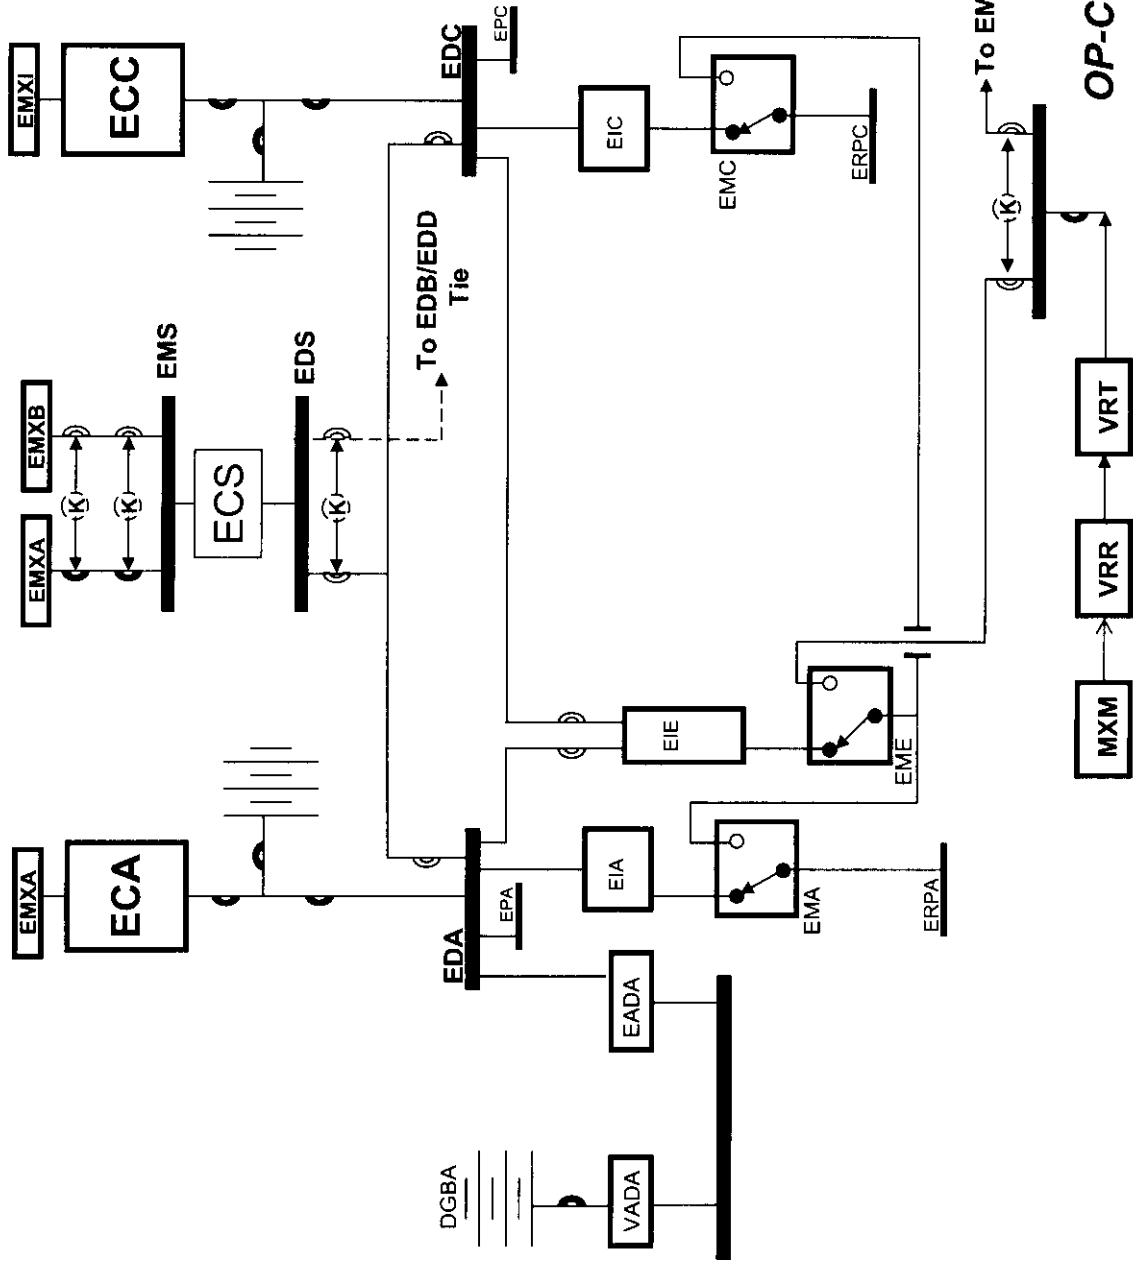 EMXA
ECA
EMXA
EMXB
(K)
(K)
EMS
ECS
EDS
(K)
EMXI
ECC
EDC
EPC
To EDB/EDD
Tie
EDA
EPA
EIA
EADA
EMA
ERPA
DGBA
VADA
EIE
EME
EIC
EMC
ERPC
(K)
To EM
MXM
VRR
VRT
OP-C